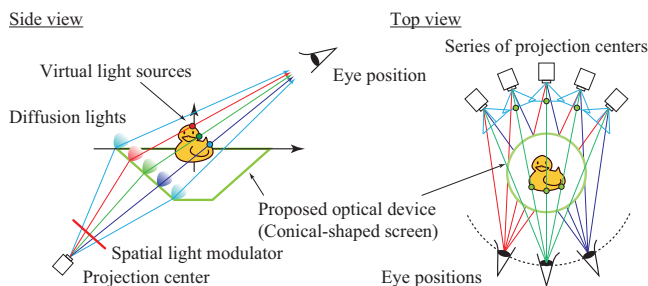 Side view
Virtual light sources
Eye position
Diffusion lights
Proposed optical device
(Conical-shaped screen)
Spatial light modulator
Projection center
Top view
Series of projection centers
Eye positions